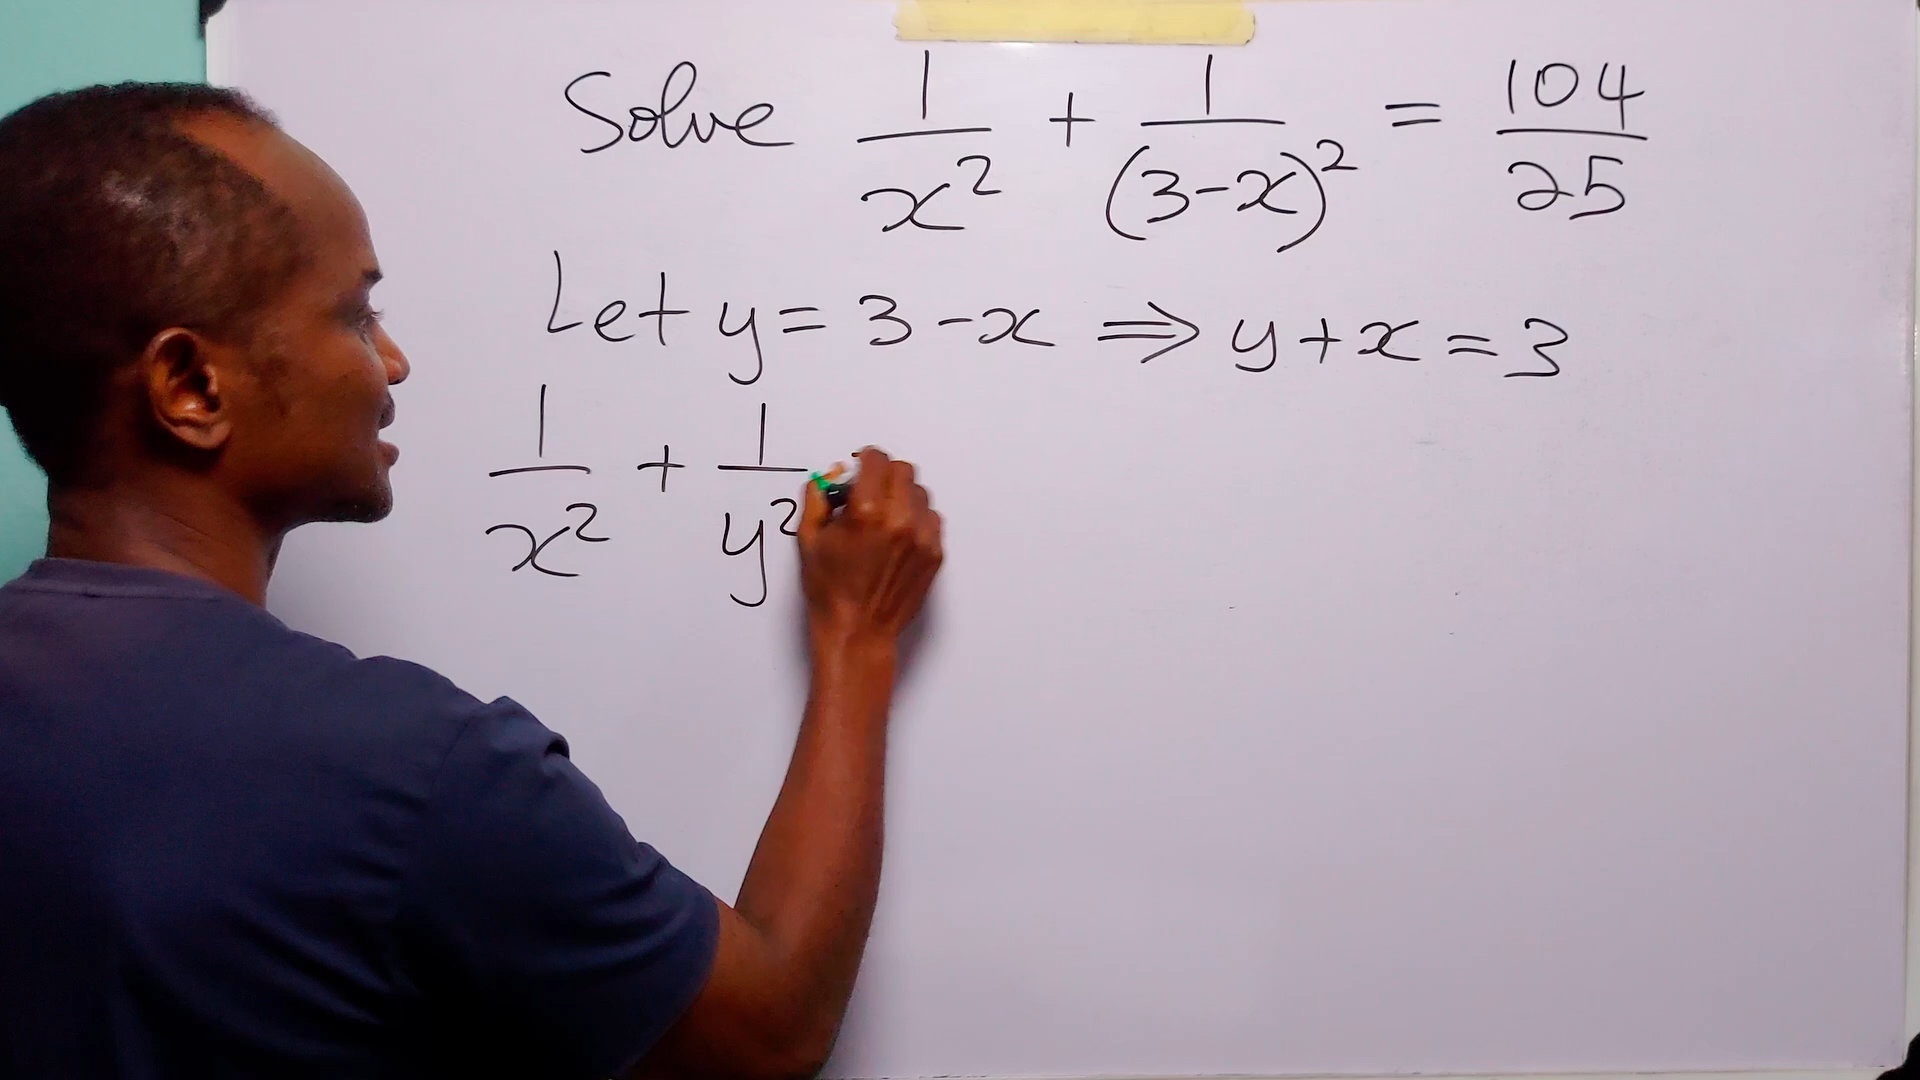 Solve 1/x² + 1/(3-x)² = 104/25
Let y = 3 - x ⇒ y + x = 3
1/x² + 1/y²